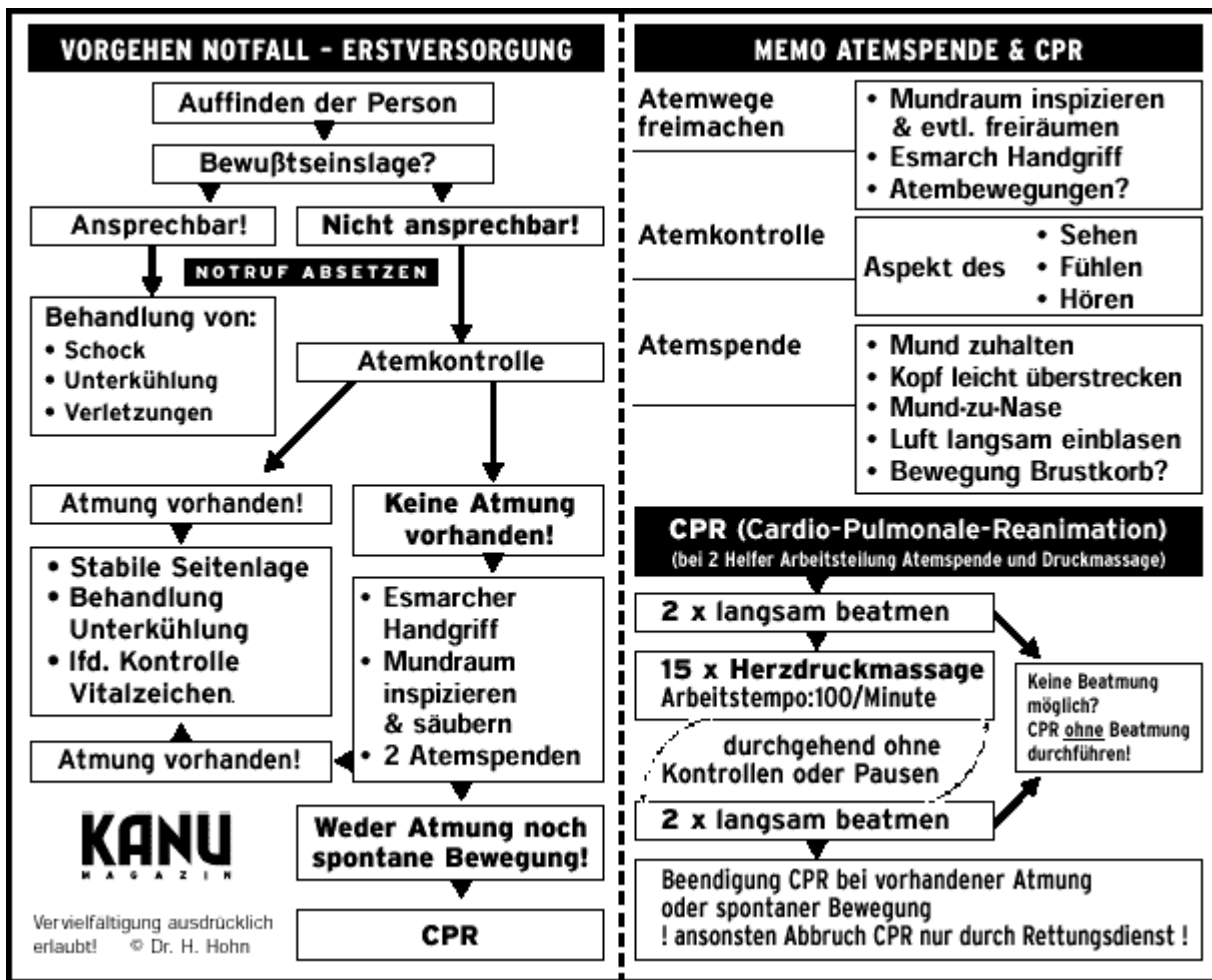 VORGEHEN NOTFALL - ERSTVERSORGUNG
Auffinden der Person
Bewußtseinslage?
Ansprechbar!
Nicht ansprechbar!
NOTRUF ABSETZEN
Behandlung von:
• Schock
• Unterkühlung
• Verletzungen
Atemkontrolle
Atmung vorhanden!
Keine Atmung
vorhanden!
• Stabile Seitenlage
• Behandlung
Unterkühlung
• lfd. Kontrolle
Vitalzeichen.
• Esmarcher
Handgriff
• Mundraum
inspizieren
& säubern
• 2 Atemspenden
Atmung vorhanden!
Weder Atmung noch
spontane Bewegung!
CPR
KANU
MAGAZIN
Vervielfältigung ausdrücklich
erlaubt! © Dr. H. Hohn
MEMO ATEMSPENDE & CPR
Atemwege
freimachen
• Mundraum inspizieren
& evtl. freiräumen
• Esmarch Handgriff
• Atembewegungen?
Atemkontrolle
Aspekt des
• Sehen
• Fühlen
• Hören
Atemspende
• Mund zuhalten
• Kopf leicht überstrecken
• Mund-zu-Nase
• Luft langsam einblasen
• Bewegung Brustkorb?
CPR (Cardio-Pulmonale-Reanimation)
(bei 2 Helfer Arbeitsteilung Atemspende und Druckmassage)
2 x langsam beatmen
15 x Herzdruckmassage
Arbeitstempo:100/Minute
durchgehend ohne
Kontrollen oder Pausen
2 x langsam beatmen
Keine Beatmung
möglich?
CPR ohne Beatmung
durchführen!
Beendigung CPR bei vorhandener Atmung
oder spontaner Bewegung
! ansonsten Abbruch CPR nur durch Rettungsdienst !